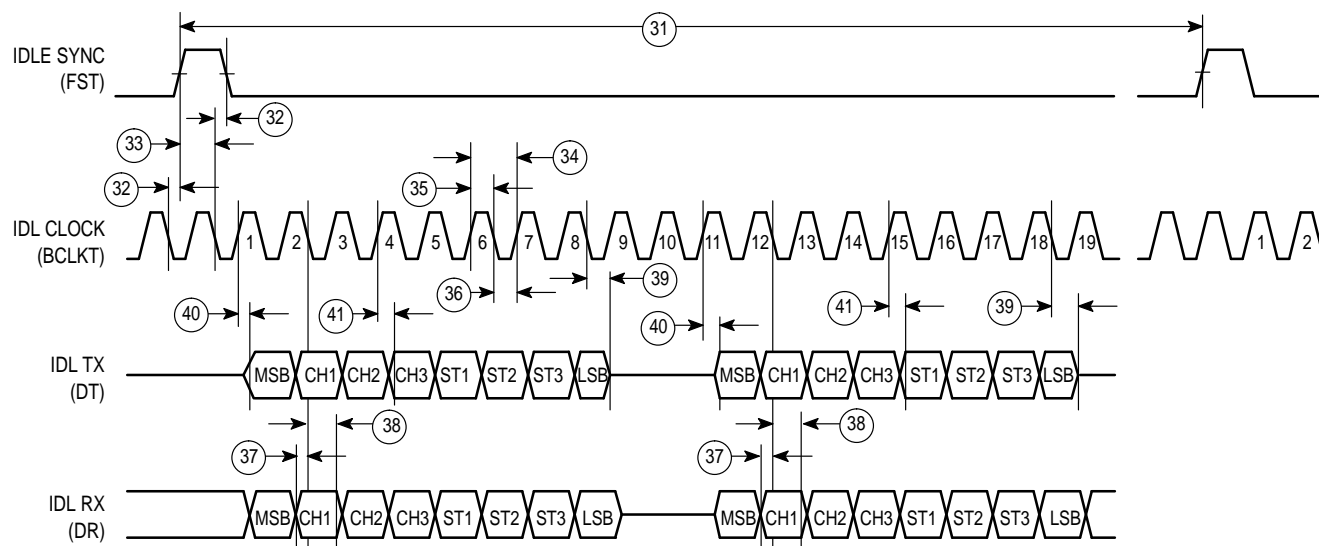 31
IDLE SYNC
(FST)
32
33
34
32
35
IDL CLOCK
(BCLKT)
1 2 3 4 5 6 7 8 9 10 11 12 13 14 15 16 17 18 19 1 2
36
39
40
41
40
41
39
IDL TX
(DT)
MSB CH1 CH2 CH3 ST1 ST2 ST3 LSB MSB CH1 CH2 CH3 ST1 ST2 ST3 LSB
38
38
37
37
IDL RX
(DR)
MSB CH1 CH2 CH3 ST1 ST2 ST3 LSB MSB CH1 CH2 CH3 ST1 ST2 ST3 LSB